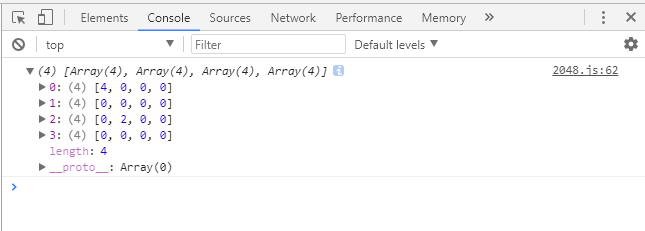 Elements Console Sources Network Performance Memory »
top ▼ Filter Default levels ▼
▼(4) [Array(4), Array(4), Array(4), Array(4)] i 2048.js:62
▶0: (4) [4, 0, 0, 0]
▶1: (4) [0, 0, 0, 0]
▶2: (4) [0, 2, 0, 0]
▶3: (4) [0, 0, 0, 0]
length: 4
▶__proto__: Array(0)
>